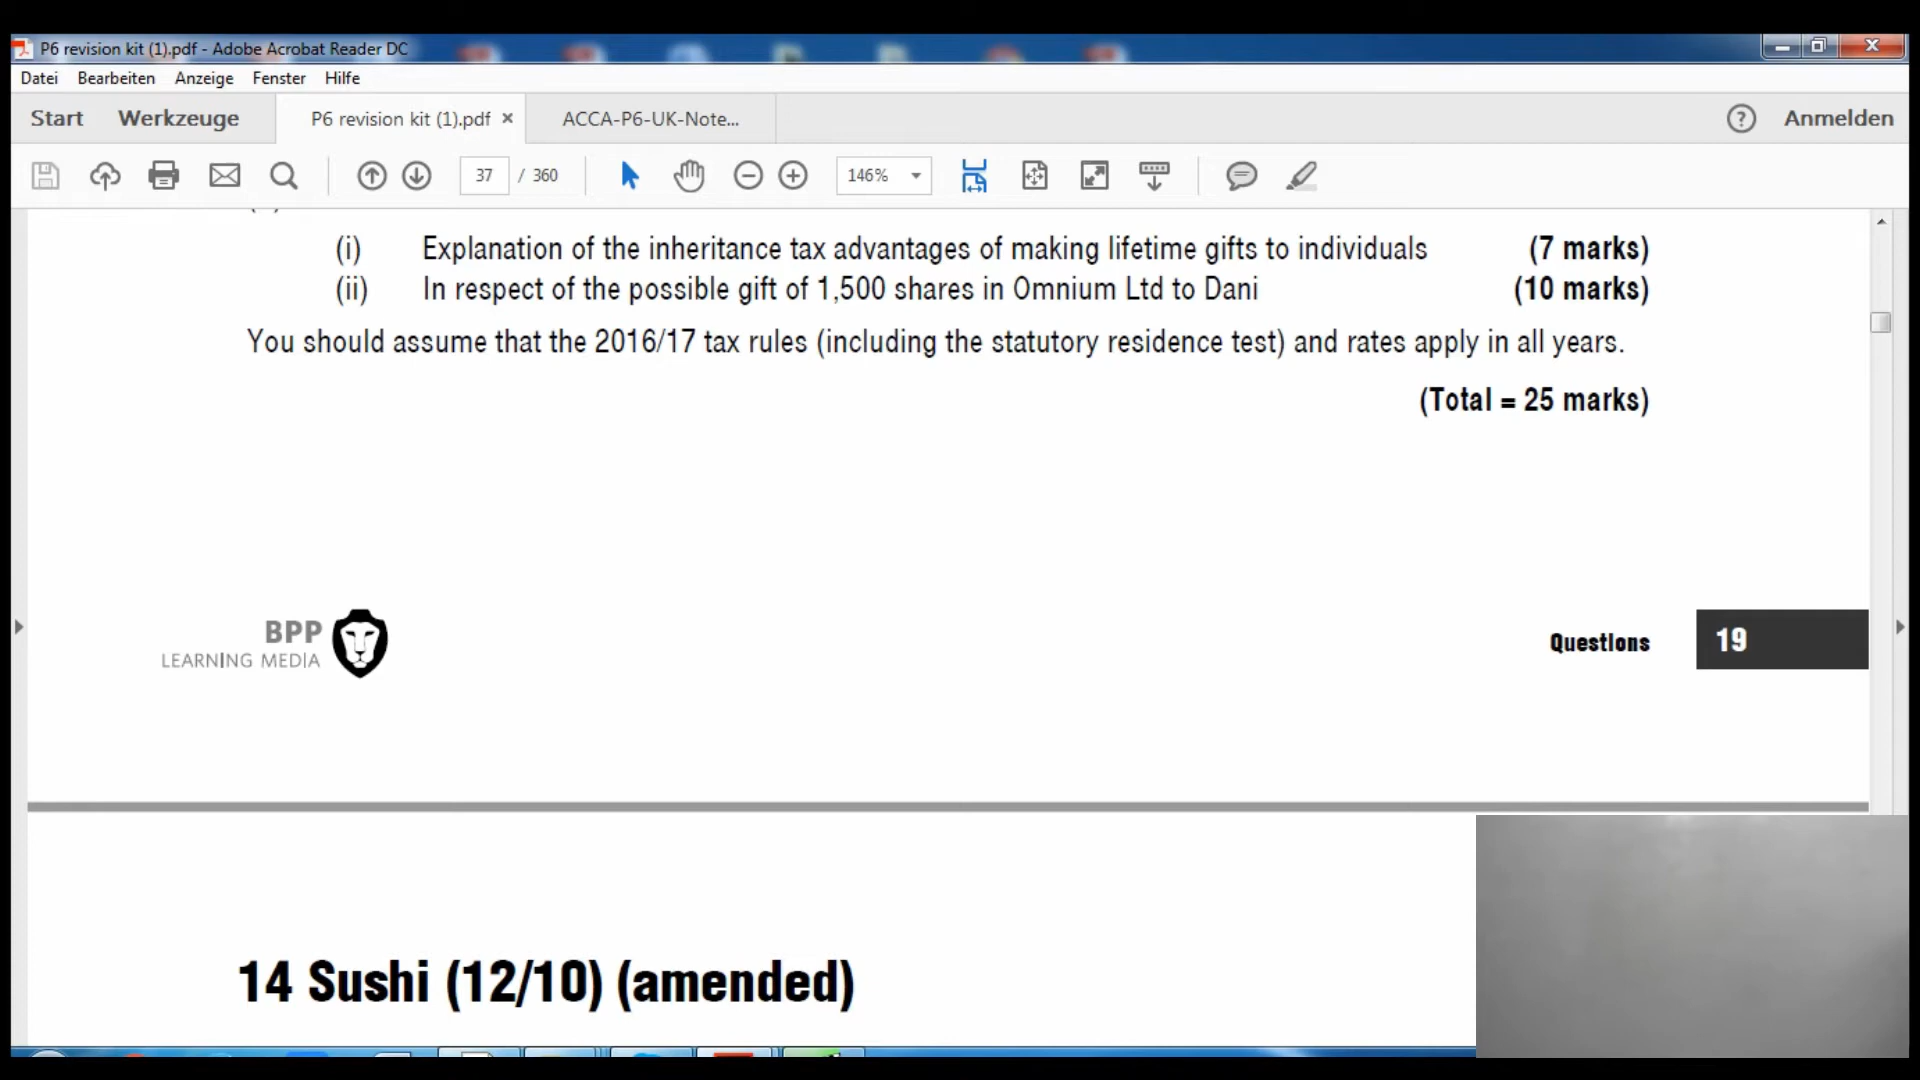 P6 revision kit (1).pdf - Adobe Acrobat Reader DC
Datei Bearbeiten Anzeige Fenster Hilfe
Start Werkzeuge P6 revision kit (1).pdf × ACCA-P6-UK-Note... ? Anmelden
37 / 360 146%
(i) Explanation of the inheritance tax advantages of making lifetime gifts to individuals (7 marks)
(ii) In respect of the possible gift of 1,500 shares in Omnium Ltd to Dani (10 marks)
You should assume that the 2016/17 tax rules (including the statutory residence test) and rates apply in all years.
(Total = 25 marks)
BPP
LEARNING MEDIA
Questions 19
14 Sushi (12/10) (amended)